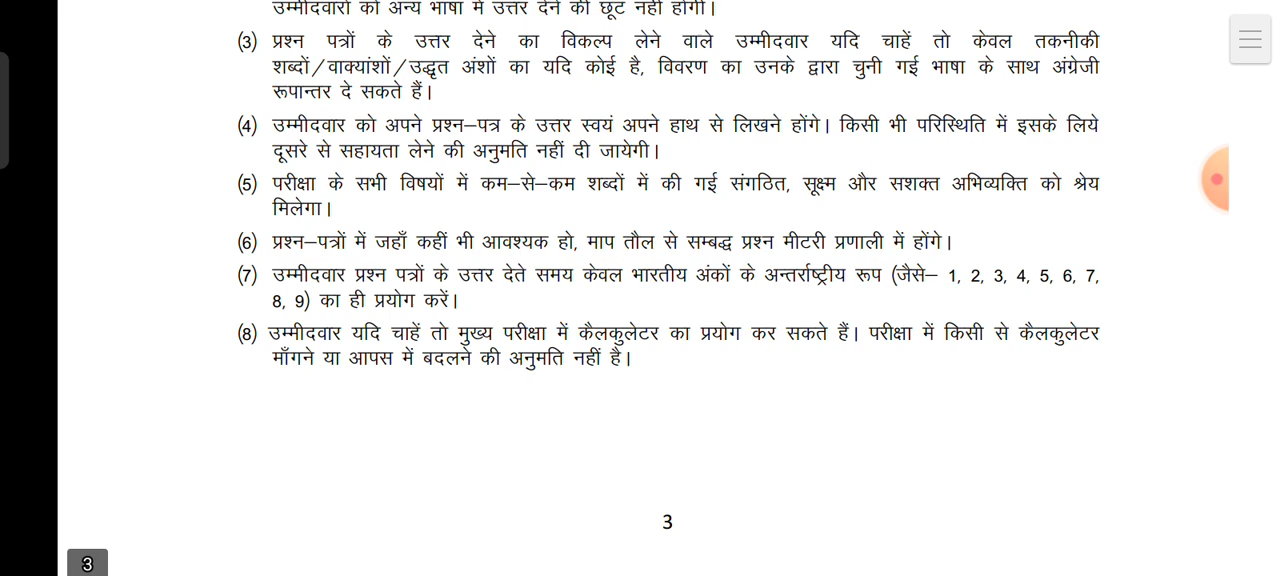 उम्मीदवारों को अन्य भाषा में उत्तर देने की छूट नहीं होगी।
(3) प्रश्न पत्रों के उत्तर देने का विकल्प लेने वाले उम्मीदवार यदि चाहें तो केवल तकनीकी
शब्दों/वाक्यांशों/उद्धृत अंशों का यदि कोई है, विवरण का उनके द्वारा चुनी गई भाषा के साथ अंग्रेजी
रूपान्तर दे सकते हैं।
(4) उम्मीदवार को अपने प्रश्न–पत्र के उत्तर स्वयं अपने हाथ से लिखने होंगे। किसी भी परिस्थिति में इसके लिये
दूसरे से सहायता लेने की अनुमति नहीं दी जायेगी।
(5) परीक्षा के सभी विषयों में कम–से–कम शब्दों में की गई संगठित, सूक्ष्म और सशक्त अभिव्यक्ति को श्रेय
मिलेगा।
(6) प्रश्न–पत्रों में जहाँ कहीं भी आवश्यक हो, माप तौल से सम्बद्ध प्रश्न मीटरी प्रणाली में होंगे।
(7) उम्मीदवार प्रश्न पत्रों के उत्तर देते समय केवल भारतीय अंकों के अन्तर्राष्ट्रीय रूप (जैसे– 1, 2, 3, 4, 5, 6, 7,
8, 9) का ही प्रयोग करें।
(8) उम्मीदवार यदि चाहें तो मुख्य परीक्षा में कैलकुलेटर का प्रयोग कर सकते हैं। परीक्षा में किसी से कैलकुलेटर
माँगने या आपस में बदलने की अनुमति नहीं है।
3
3